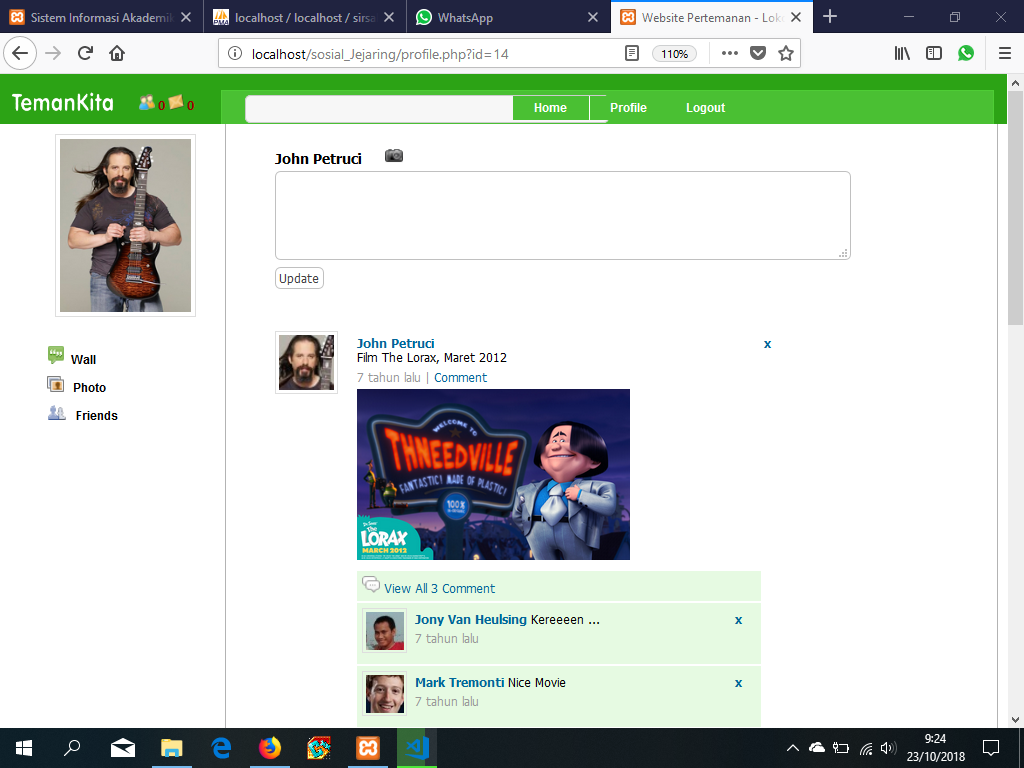 Sistem Informasi Akademik
localhost / localhost / sirsa
WhatsApp
Website Pertemanan - Lok
localhost/sosial_Jejaring/profile.php?id=14
110%
TemanKita
0
0
Home
Profile
Logout
John Petruci
Update
Wall
Photo
Friends
John Petruci
x
Film The Lorax, Maret 2012
7 tahun lalu | Comment
WELCOME TO
THNEEDVILLE
FANTASTIC! MADE OF PLASTIC!
100%
Dr. Seuss'
THE
LORAX
MARCH 2012
View All 3 Comment
Jony Van Heulsing Kereeeen ...
x
7 tahun lalu
Mark Tremonti Nice Movie
x
7 tahun lalu
9:24
23/10/2018